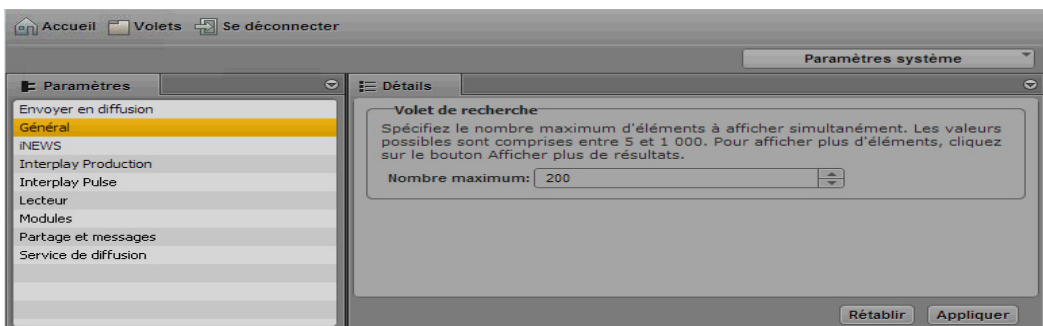 Accueil Volets Se déconnecter
Paramètres système
Paramètres
Envoyer en diffusion
Général
iNEWS
Interplay Production
Interplay Pulse
Lecteur
Modules
Partage et messages
Service de diffusion
Détails
Volet de recherche
Spécifiez le nombre maximum d'éléments à afficher simultanément. Les valeurs
possibles sont comprises entre 5 et 1 000. Pour afficher plus d'éléments, cliquez
sur le bouton Afficher plus de résultats.
Nombre maximum: 200
Rétablir Appliquer